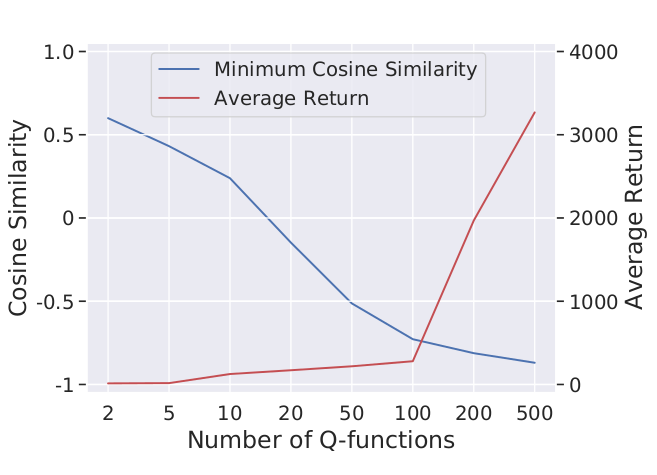 Minimum Cosine Similarity
Average Return
Cosine Similarity
1.0
0.5
0
-0.5
-1
4000
3000
2000
1000
0
Average Return
2 5 10 20 50 100 200 500
Number of Q-functions